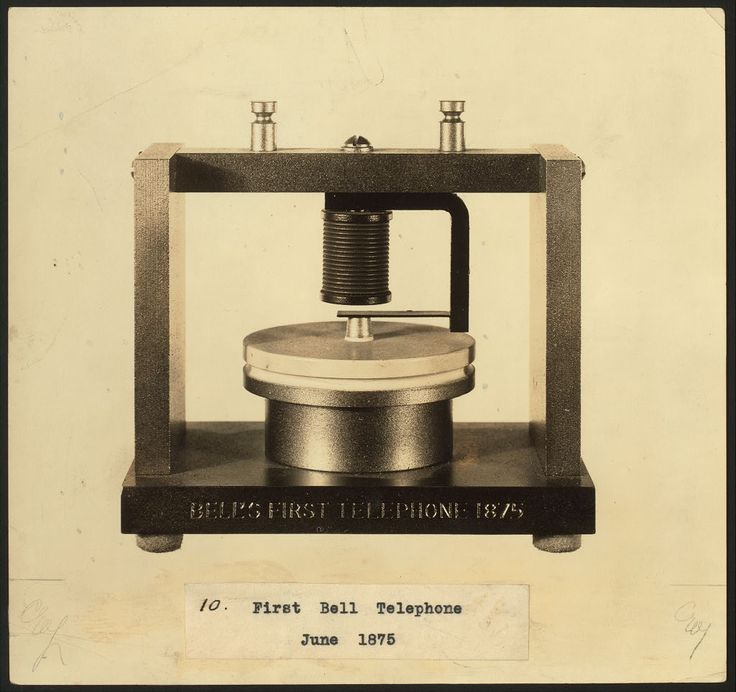 BELL'S FIRST TELEPHONE 1875
10. First Bell Telephone
June 1875